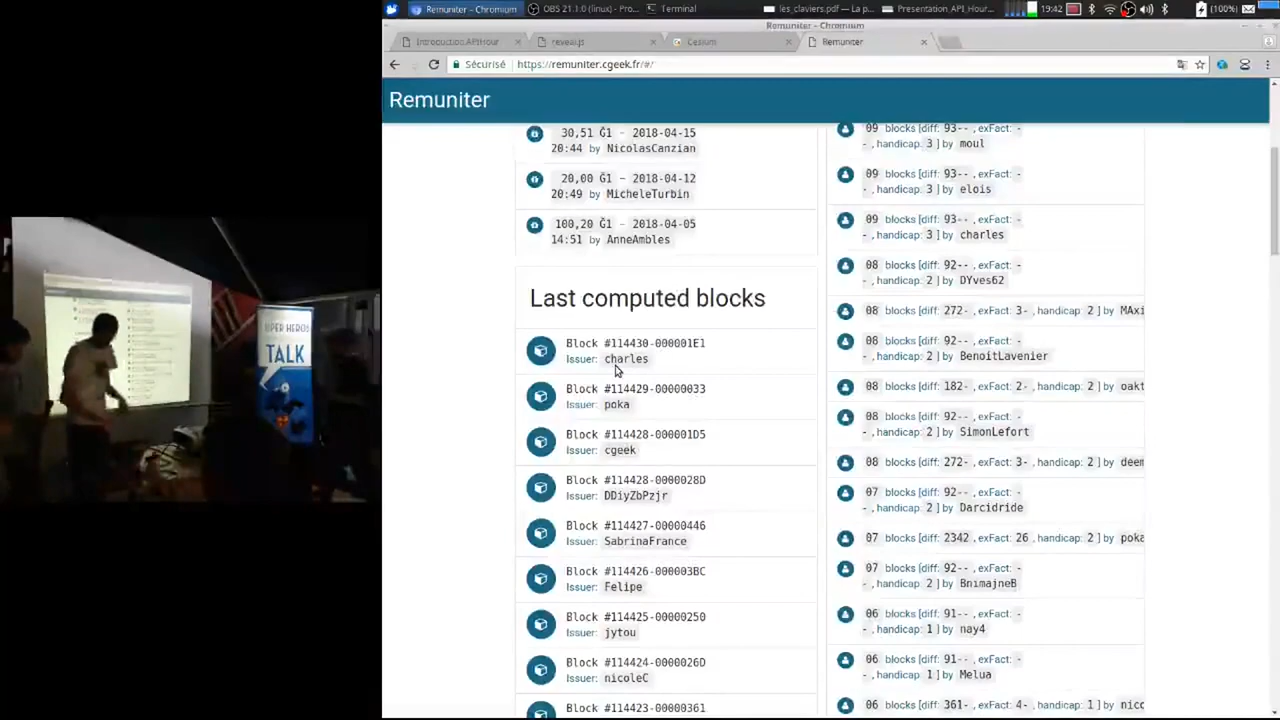 Remuniter - Chromium
OBS 21.1.0 (linux) - Pro...
Terminal
les_claviers.pdf — La p...
Presentation_API_Hour...
19:42
(100%)
Remuniter - Chromium
Introduction APIHour
revealjs
Cesium
Remuniter
Sécurisé
https://remuniter.cgeek.fr/#/
Remuniter
30,51 Ğ1 - 2018-04-15
20:44 by NicolasCanzian
20,00 Ğ1 - 2018-04-12
20:49 by MicheleTurbin
100,20 Ğ1 - 2018-04-05
14:51 by AnneAmbles
Last computed blocks
Block #114430-000001E1
Issuer: charles
Block #114429-00000033
Issuer: poka
Block #114428-000001D5
Issuer: cgeek
Block #114428-0000028D
Issuer: DDiyZbPzjr
Block #114427-00000446
Issuer: SabrinaFrance
Block #114426-000003BC
Issuer: Felipe
Block #114425-00000250
Issuer: jytou
Block #114424-0000026D
Issuer: nicoleC
Block #114423-00000361
09 blocks [diff: 93-- , exFact: -
- , handicap: 3 ] by moul
09 blocks [diff: 93-- , exFact: -
- , handicap: 3 ] by elois
09 blocks [diff: 93-- , exFact: -
- , handicap: 3 ] by charles
08 blocks [diff: 92-- , exFact: -
- , handicap: 2 ] by DYves62
08 blocks [diff: 272- , exFact: 3- , handicap: 2 ] by MAxi
08 blocks [diff: 92-- , exFact: -
- , handicap: 2 ] by BenoitLavenier
08 blocks [diff: 182- , exFact: 2- , handicap: 2 ] by oakt
08 blocks [diff: 92-- , exFact: -
- , handicap: 2 ] by SimonLefort
08 blocks [diff: 272- , exFact: 3- , handicap: 2 ] by deem
07 blocks [diff: 92-- , exFact: -
- , handicap: 2 ] by Darcidride
07 blocks [diff: 2342 , exFact: 26 , handicap: 2 ] by poka
07 blocks [diff: 92-- , exFact: -
- , handicap: 2 ] by BnimajneB
06 blocks [diff: 91-- , exFact: -
- , handicap: 1 ] by nay4
06 blocks [diff: 91-- , exFact: -
- , handicap: 1 ] by Melua
06 blocks [diff: 361- , exFact: 4- , handicap: 1 ] by nico
UPER HEROS
TALK